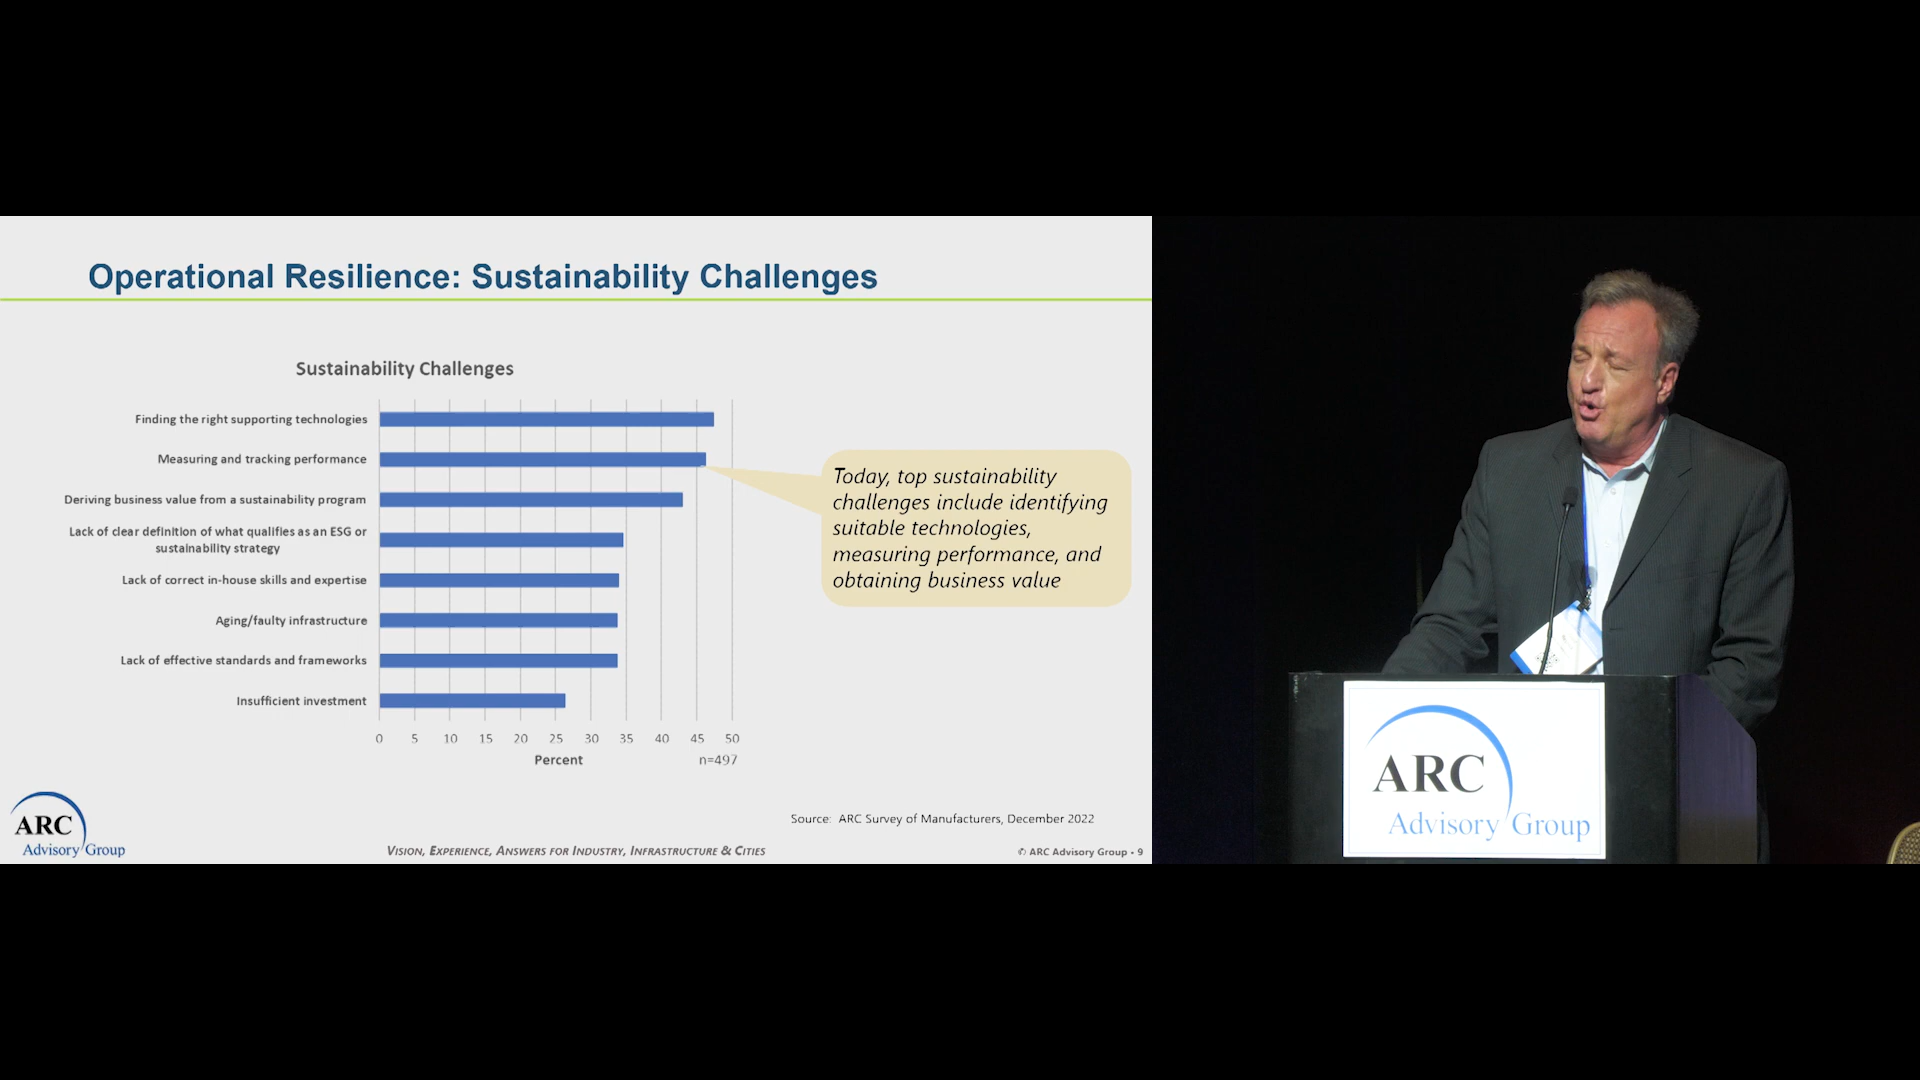 Operational Resilience: Sustainability Challenges
Sustainability Challenges
Finding the right supporting technologies
Measuring and tracking performance
Deriving business value from a sustainability program
Lack of clear definition of what qualifies as an ESG or
sustainability strategy
Lack of correct in-house skills and expertise
Aging/faulty infrastructure
Lack of effective standards and frameworks
Insufficient investment
0 5 10 15 20 25 30 35 40 45 50
Percent
n=497
Today, top sustainability
challenges include identifying
suitable technologies,
measuring performance, and
obtaining business value
Source: ARC Survey of Manufacturers, December 2022
ARC
Advisory Group
VISION, EXPERIENCE, ANSWERS FOR INDUSTRY, INFRASTRUCTURE & CITIES
© ARC Advisory Group • 9
ARC
Advisory Group